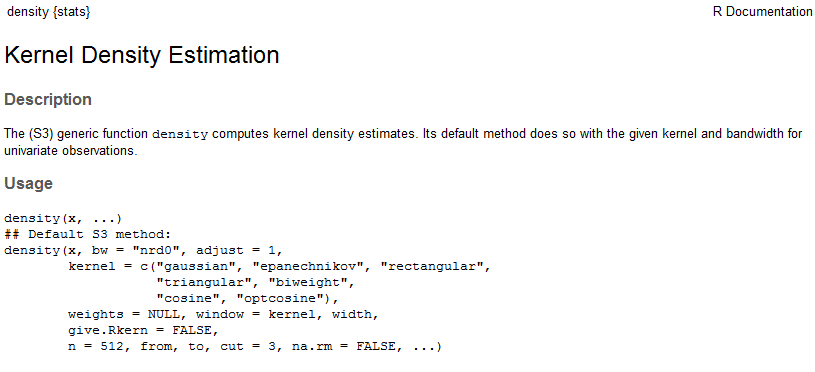 density {stats}
R Documentation
Kernel Density Estimation
Description
The (S3) generic function density computes kernel density estimates. Its default method does so with the given kernel and bandwidth for
univariate observations.
Usage
density(x, ...)
## Default S3 method:
density(x, bw = "nrd0", adjust = 1,
        kernel = c("gaussian", "epanechnikov", "rectangular",
                   "triangular", "biweight",
                   "cosine", "optcosine"),
        weights = NULL, window = kernel, width,
        give.Rkern = FALSE,
        n = 512, from, to, cut = 3, na.rm = FALSE, ...)